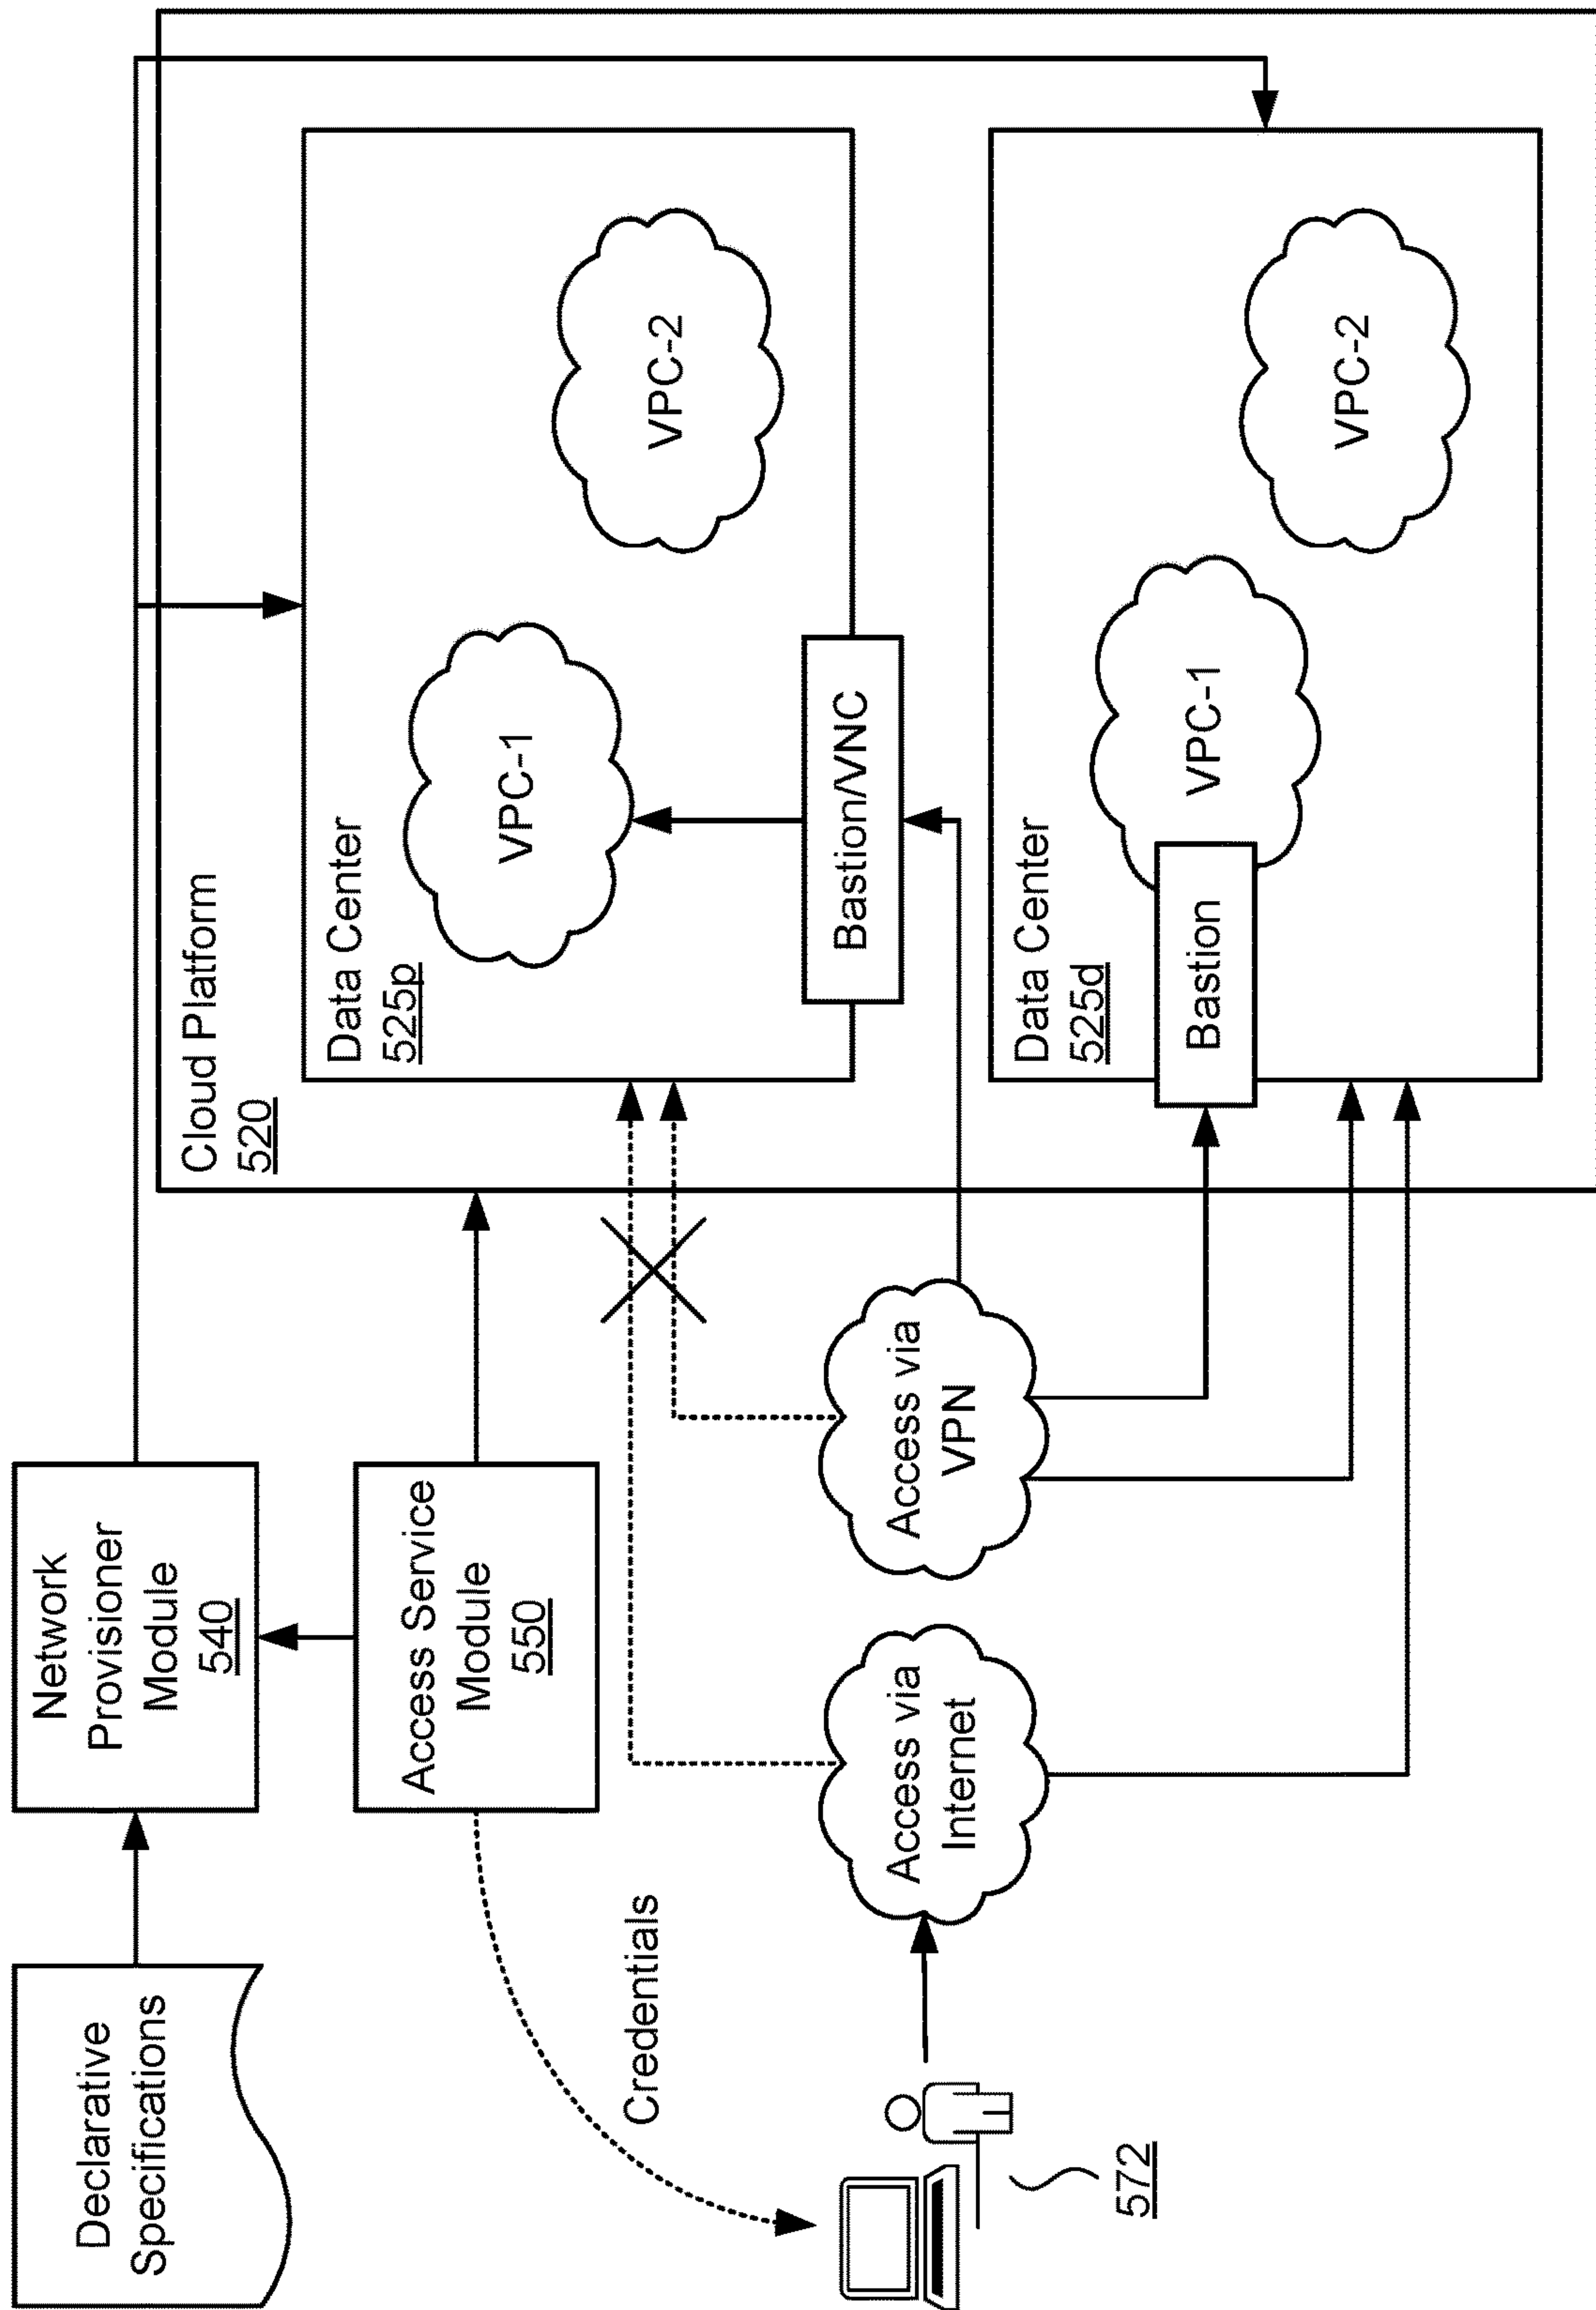 Declarative
Specifications
Network
Provisioner
Module
540
Access Service
Module
550
Credentials
572
Access via
Internet
Access via
VPN
Cloud Platform
520
Data Center
525p
VPC-1
VPC-2
Bastion/VNC
Data Center
525d
Bastion
VPC-1
VPC-2